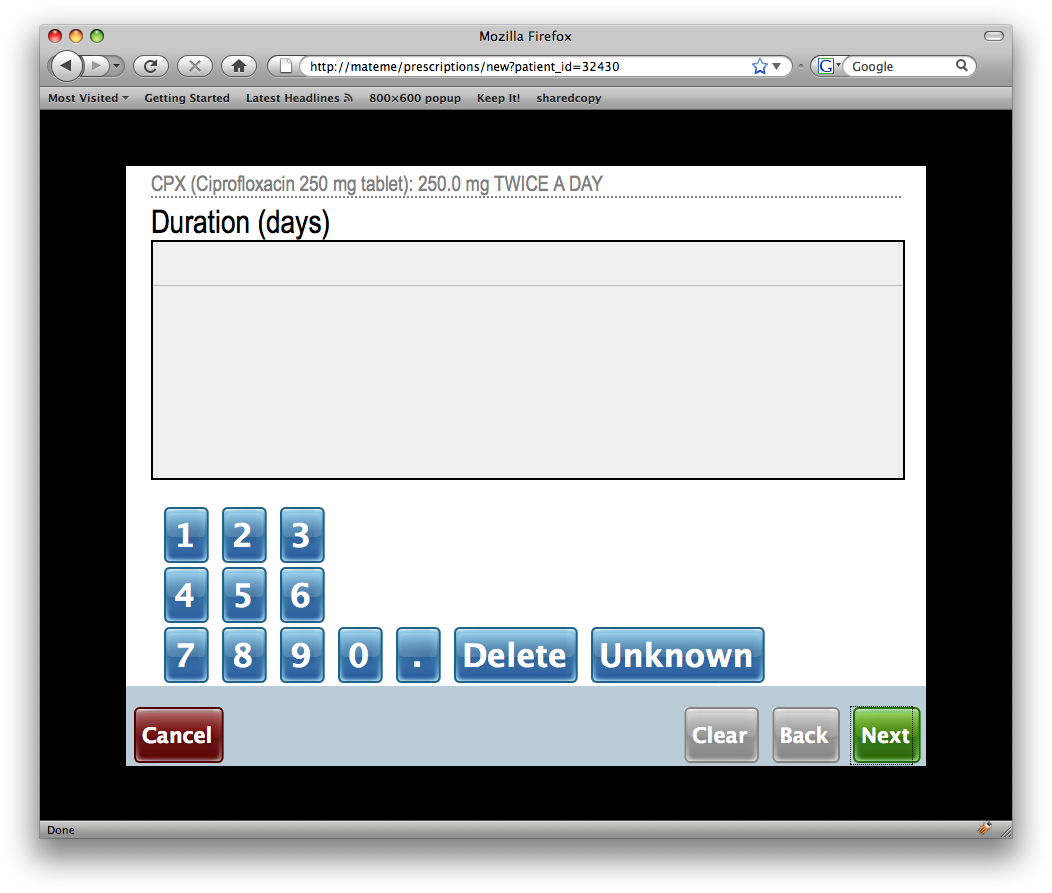 Mozilla Firefox
http://mateme/prescriptions/new?patient_id=32430
G Google
Most Visited Getting Started Latest Headlines 800×600 popup Keep It! sharedcopy
CPX (Ciprofloxacin 250 mg tablet): 250.0 mg TWICE A DAY
Duration (days)
1 2 3
4 5 6
7 8 9 0 . Delete Unknown
Cancel Clear Back Next
Done